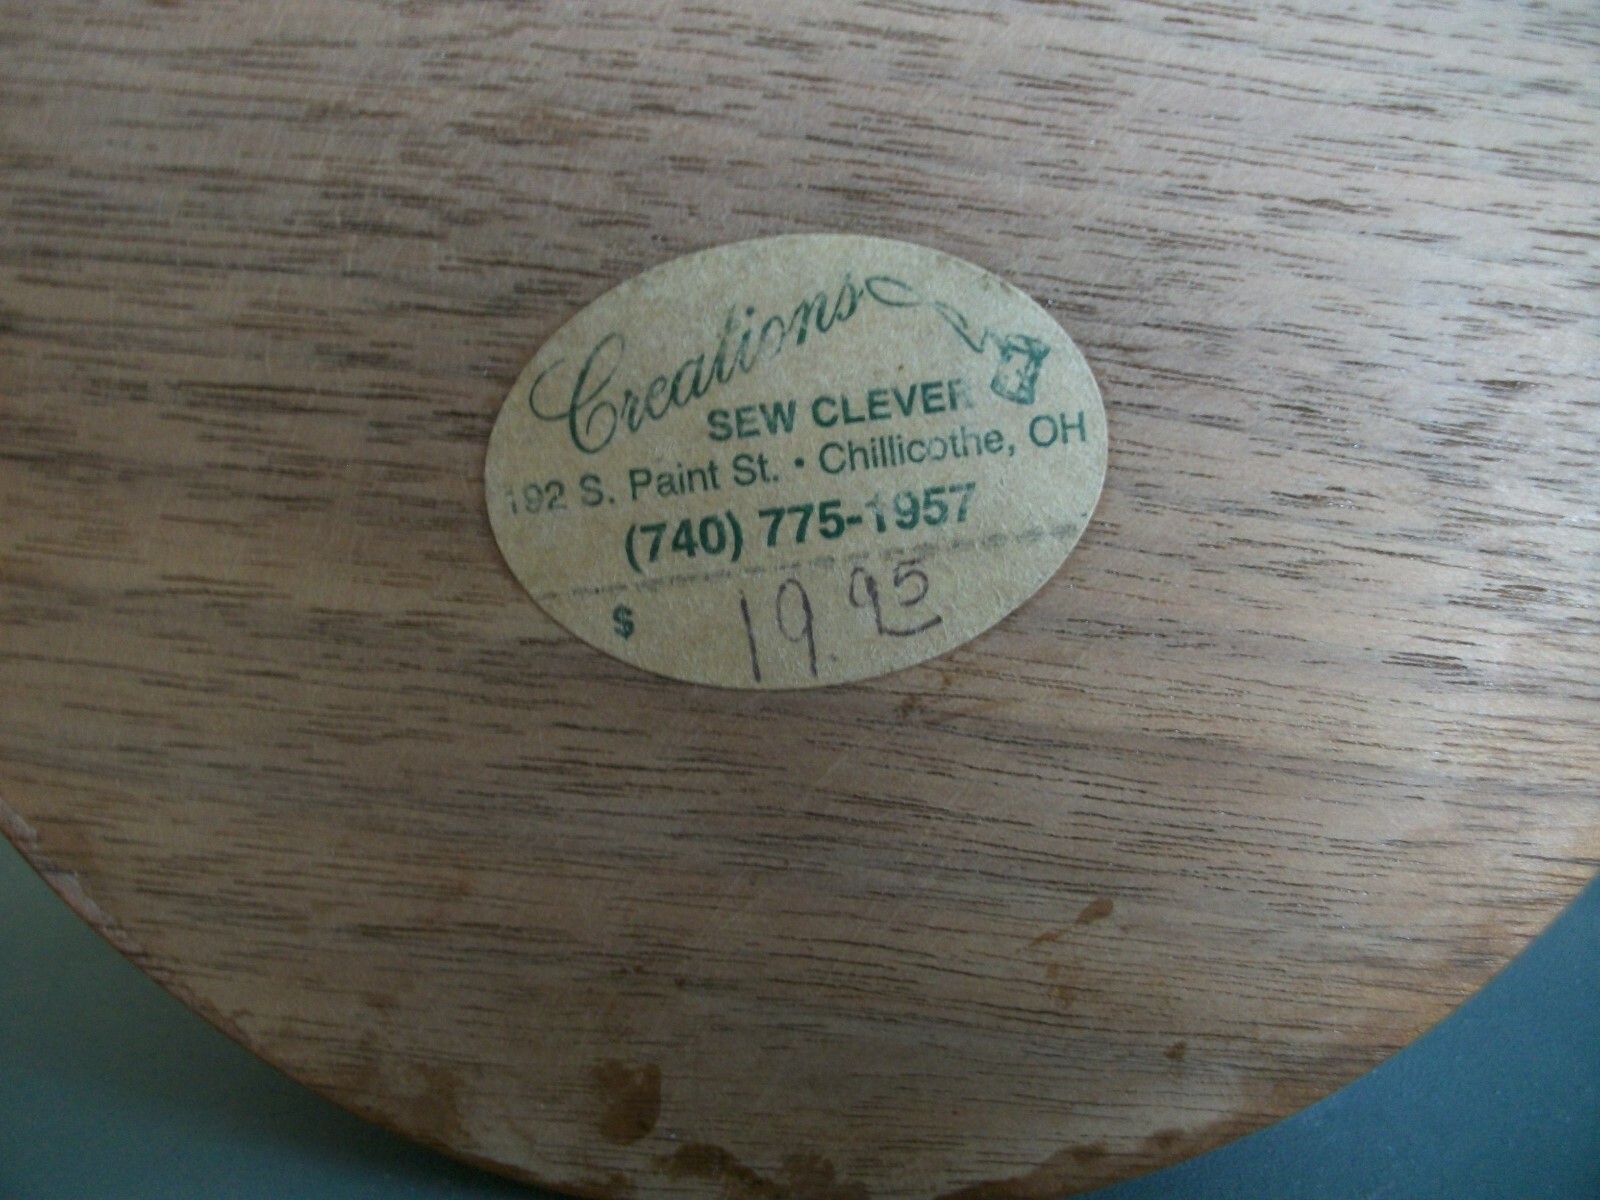 Creations
SEW CLEVER
192 S. Paint St. • Chillicothe, OH
(740) 775-1957
$ 19.95